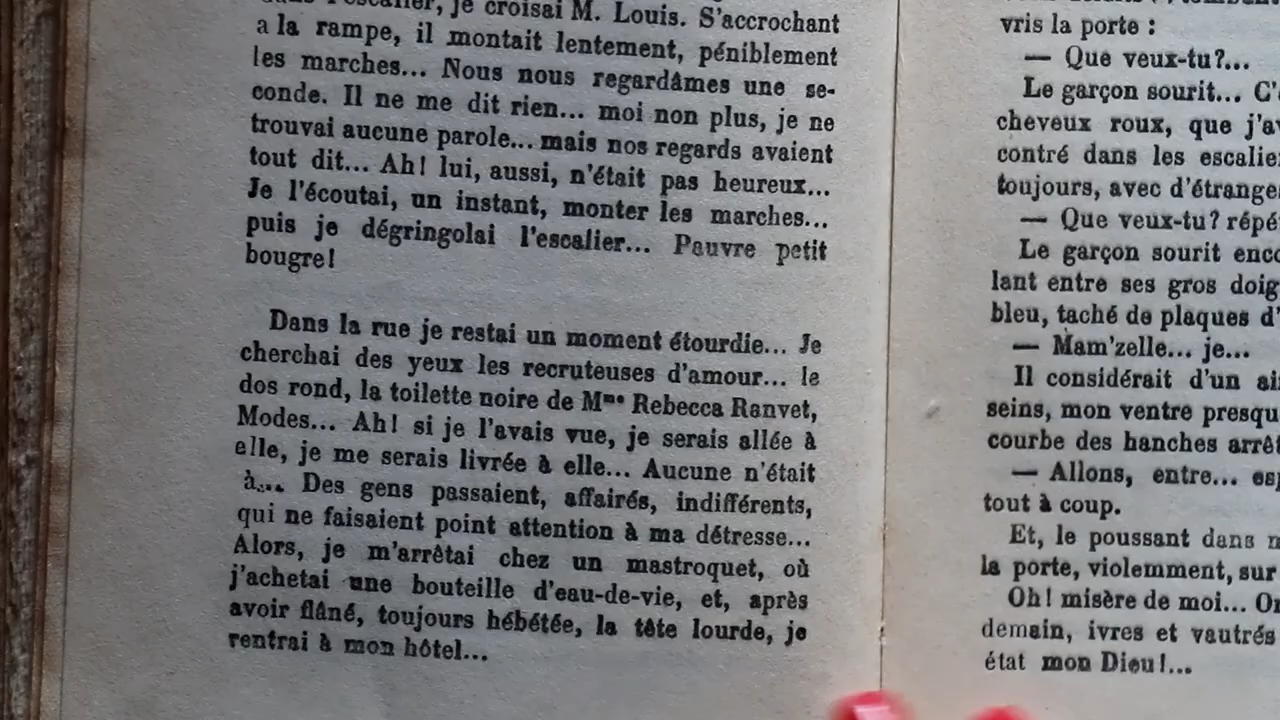 l'escalier, je croisai M. Louis. S'accrochant
a la rampe, il montait lentement, péniblement
les marches... Nous nous regardâmes une se-
conde. Il ne me dit rien... moi non plus, je ne
trouvai aucune parole... mais nos regards avaient
tout dit... Ah! lui, aussi, n'était pas heureux...
Je l'écoutai, un instant, monter les marches...
puis je dégringolai l'escalier... Pauvre petit
bougre!
Dans la rue je restai un moment étourdie... Je
cherchai des yeux les recruteuses d'amour... le
dos rond, la toilette noire de Mme Rebecca Ranvet,
Modes... Ah! si je l'avais vue, je serais allée à
elle, je me serais livrée à elle... Aucune n'était
à... Des gens passaient, affairés, indifférents,
qui ne faisaient point attention à ma détresse...
Alors, je m'arrêtai chez un mastroquet, où
j'achetai une bouteille d'eau-de-vie, et, après
avoir flâné, toujours hébétée, la tête lourde, je
rentrai à mon hôtel...
vris la porte :
— Que veux-tu?...
Le garçon sourit...
cheveux roux, que
contré dans les
toujours, avec
— Que veux-tu?
Le garçon sourit
lant entre ses gros
bleu, taché de plaques
— Mam'zelle... je...
Il considérait d'un
seins, mon ventre
courbe des hanches
— Allons, entre...
tout à coup.
Et, le poussant dans
la porte, violemment, sur
Oh! misère de moi...
demain, ivres et vautrés
état mon Dieu!...